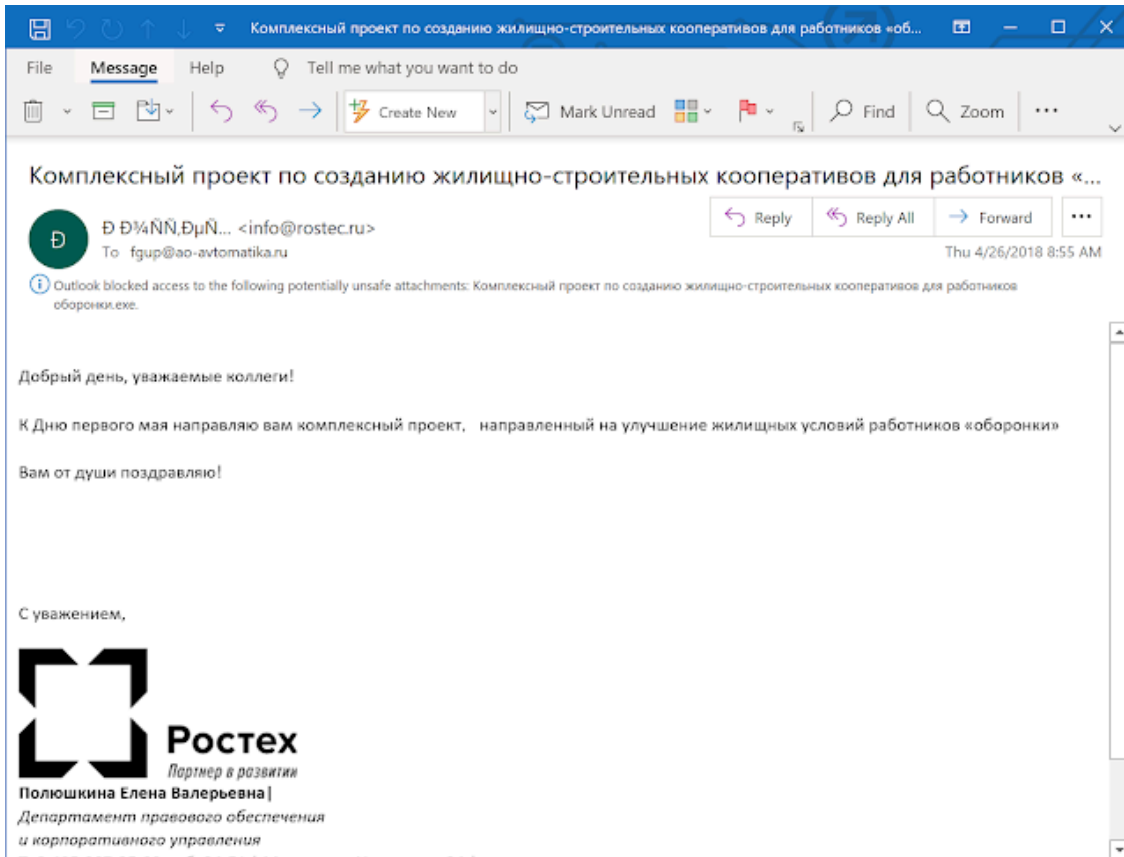 Комплексный проект по созданию жилищно-строительных кооперативов для работников «об...
File Message Help Tell me what you want to do
Create New Mark Unread Find Zoom ...
Комплексный проект по созданию жилищно-строительных кооперативов для работников «...
Ð Ð¾ÑÑ‚ÐµÑ... <info@rostec.ru>
Reply Reply All Forward ...
Ð
To fgup@ao-avtomatika.ru
Thu 4/26/2018 8:55 AM
Outlook blocked access to the following potentially unsafe attachments: Комплексный проект по созданию жилищно-строительных кооперативов для работников
оборонки.exe.
Добрый день, уважаемые коллеги!
К Дню первого мая направляю вам комплексный проект, направленный на улучшение жилищных условий работников «оборонки»
Вам от души поздравляю!
С уважением,
Ростех
Партнер в развитии
Полюшкина Елена Валерьевна|
Департамент правового обеспечения
и корпоративного управления